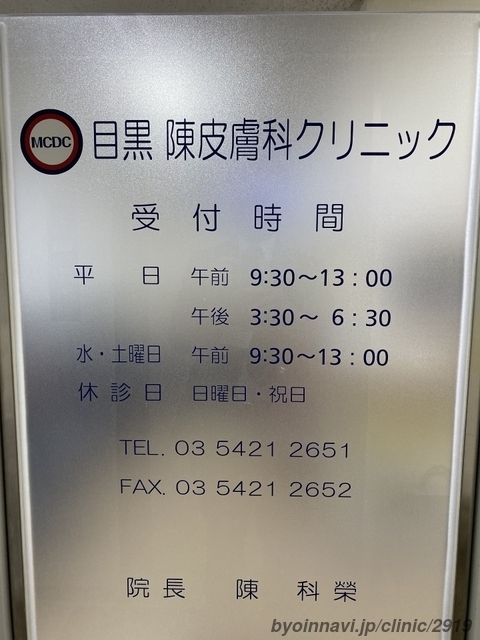 MCDC 目黒 陳皮膚科クリニック
受付時間
平日 午前 9:30〜13:00
午後 3:30〜 6:30
水・土曜日 午前 9:30〜13:00
休診日 日曜日・祝日
TEL. 03 5421 2651
FAX. 03 5421 2652
院長 陳 科榮
byoinnavi.jp/clinic/2919